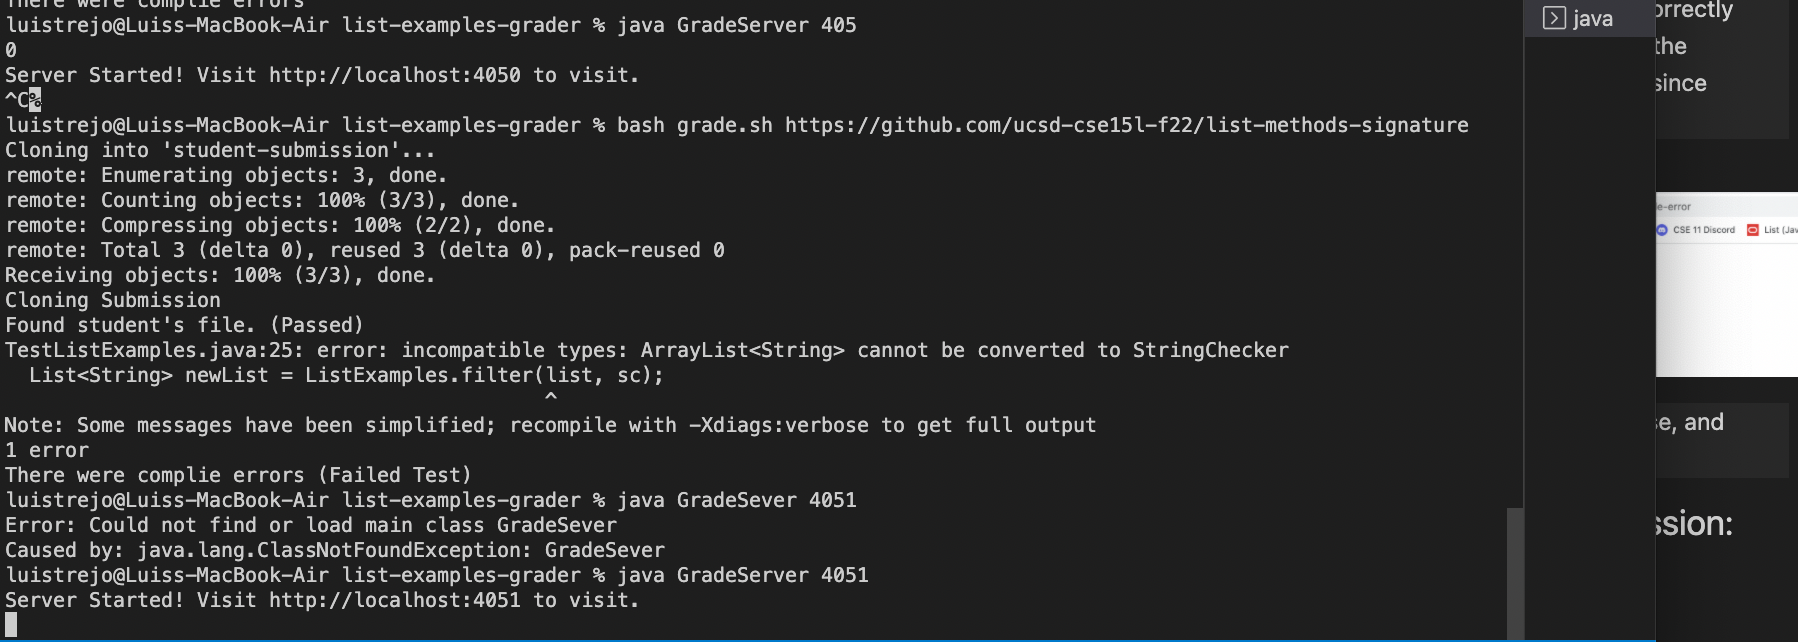 There were complie errors
luistrejo@Luiss-MacBook-Air list-examples-grader % java GradeServer 405
0
Server Started! Visit http://localhost:4050 to visit.
^C%
luistrejo@Luiss-MacBook-Air list-examples-grader % bash grade.sh https://github.com/ucsd-cse15l-f22/list-methods-signature
Cloning into 'student-submission'...
remote: Enumerating objects: 3, done.
remote: Counting objects: 100% (3/3), done.
remote: Compressing objects: 100% (2/2), done.
remote: Total 3 (delta 0), reused 3 (delta 0), pack-reused 0
Receiving objects: 100% (3/3), done.
Cloning Submission
Found student's file. (Passed)
TestListExamples.java:25: error: incompatible types: ArrayList<String> cannot be converted to StringChecker
List<String> newList = ListExamples.filter(list, sc);
^
Note: Some messages have been simplified; recompile with -Xdiags:verbose to get full output
1 error
There were complie errors (Failed Test)
luistrejo@Luiss-MacBook-Air list-examples-grader % java GradeSever 4051
Error: Could not find or load main class GradeSever
Caused by: java.lang.ClassNotFoundException: GradeSever
luistrejo@Luiss-MacBook-Air list-examples-grader % java GradeServer 4051
Server Started! Visit http://localhost:4051 to visit.
java
orrectly
the
since
e-error
CSE 11 Discord List (Jav
se, and
ssion: